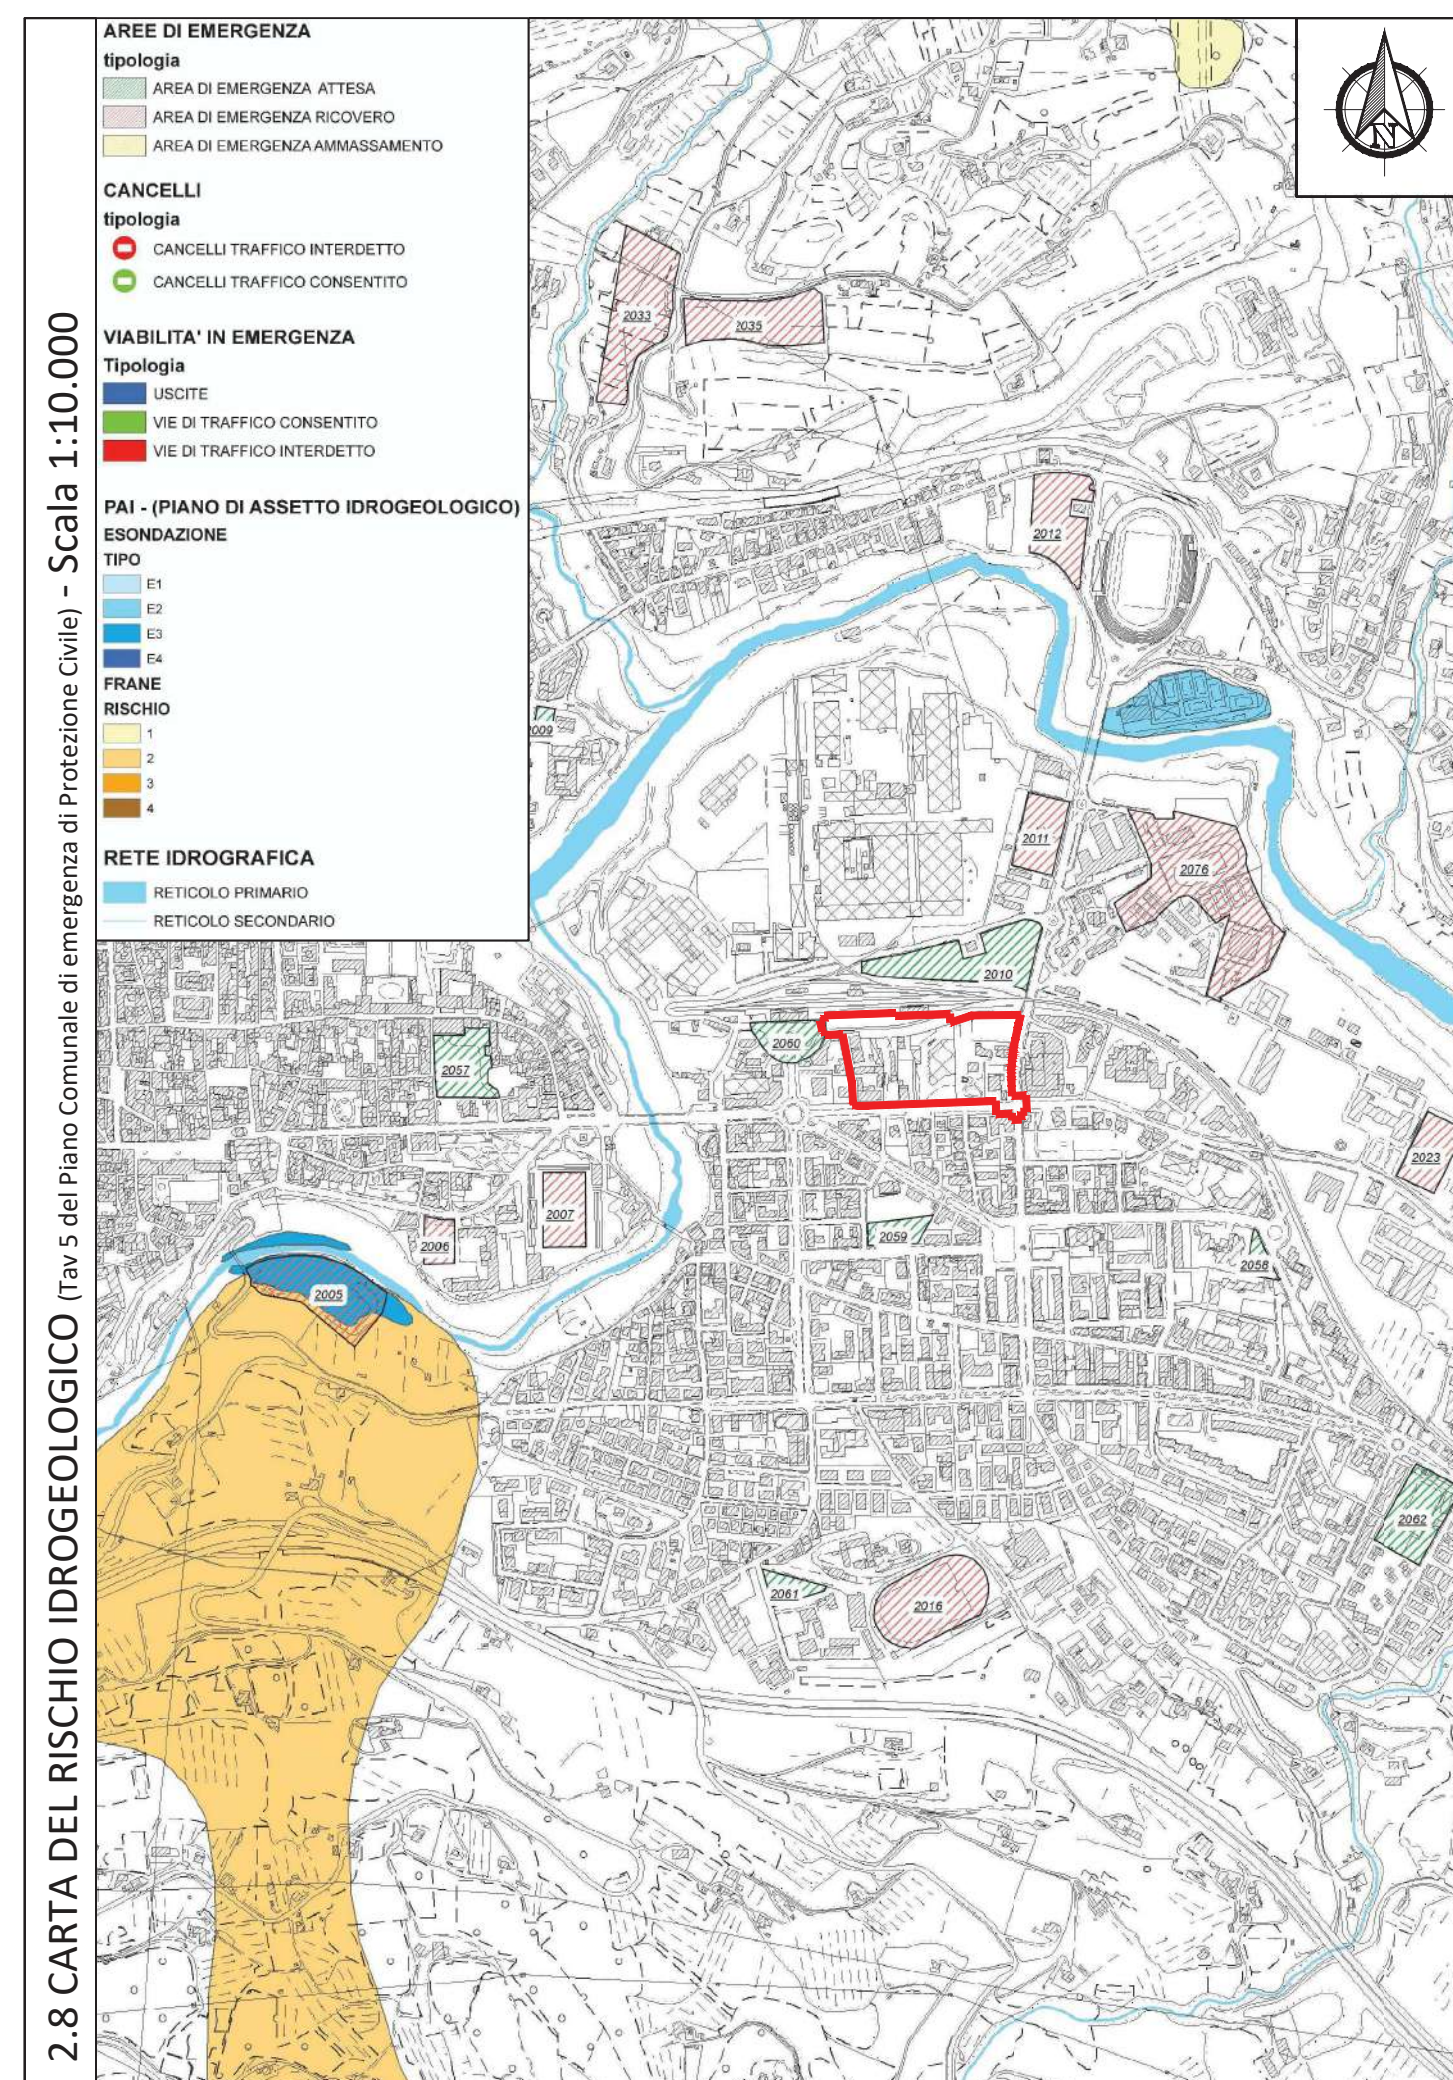 2.8 CARTA DEL RISCHIO IDROGEOLOGICO (Tav 5 del Piano Comunale di emergenza di Protezione Civile) - Scala 1:10.000
AREE DI EMERGENZA
tipologia
AREA DI EMERGENZA ATTESA
AREA DI EMERGENZA RICOVERO
AREA DI EMERGENZA AMMASSAMENTO
CANCELLI
tipologia
CANCELLI TRAFFICO INTERDETTO
CANCELLI TRAFFICO CONSENTITO
VIABILITA' IN EMERGENZA
Tipologia
USCITE
VIE DI TRAFFICO CONSENTITO
VIE DI TRAFFICO INTERDETTO
PAI - (PIANO DI ASSETTO IDROGEOLOGICO)
ESONDAZIONE
TIPO
E1
E2
E3
E4
FRANE
RISCHIO
1
2
3
4
RETE IDROGRAFICA
RETICOLO PRIMARIO
RETICOLO SECONDARIO
N
2033
2035
2012
009
2011
2076
2010
2060
2057
2023
2007
2006
2059
2058
2005
2062
2061
2016